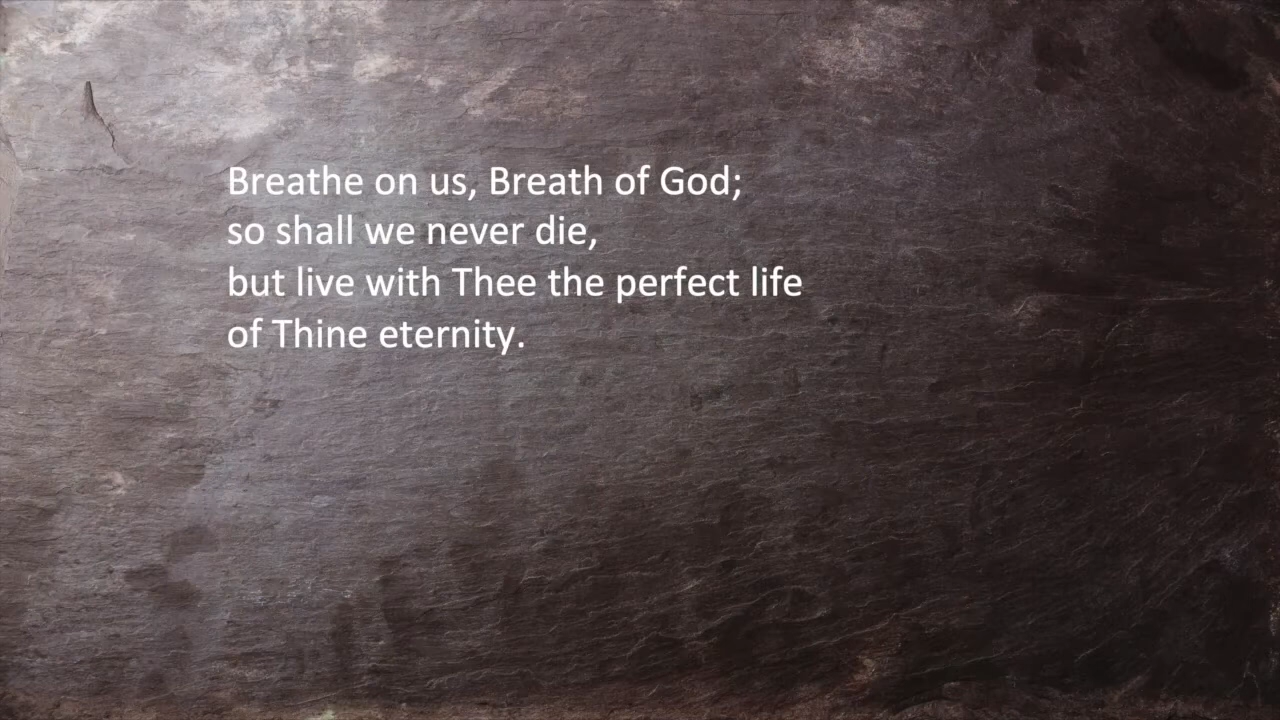 Breathe on us, Breath of God;
so shall we never die,
but live with Thee the perfect life
of Thine eternity.